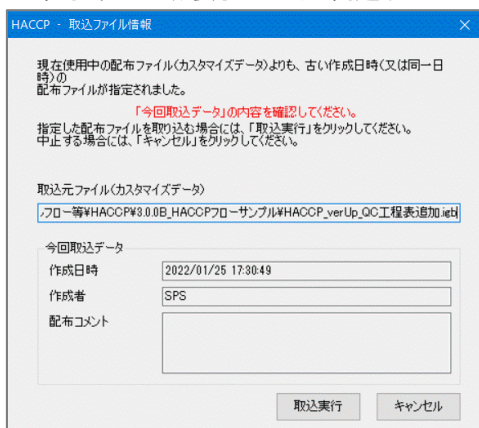 HACCP - 取込ファイル情報
現在使用中の配布ファイル(カスタマイズデータ)よりも、古い作成日時(又は同一日
時)の
配布ファイルが指定されました。
「今回取込データ」の内容を確認してください。
指定した配布ファイルを取り込む場合には、「取込実行」をクリックしてください。
中止する場合には、「キャンセル」をクリックしてください。
取込元ファイル(カスタマイズデータ)
フロー等¥HACCP¥3.0.0B_HACCPフローサンプル¥HACCP_verUp_QC工程表追加.igb
今回取込データ
作成日時 2022/01/25 17:30:49
作成者 SPS
配布コメント
取込実行 キャンセル